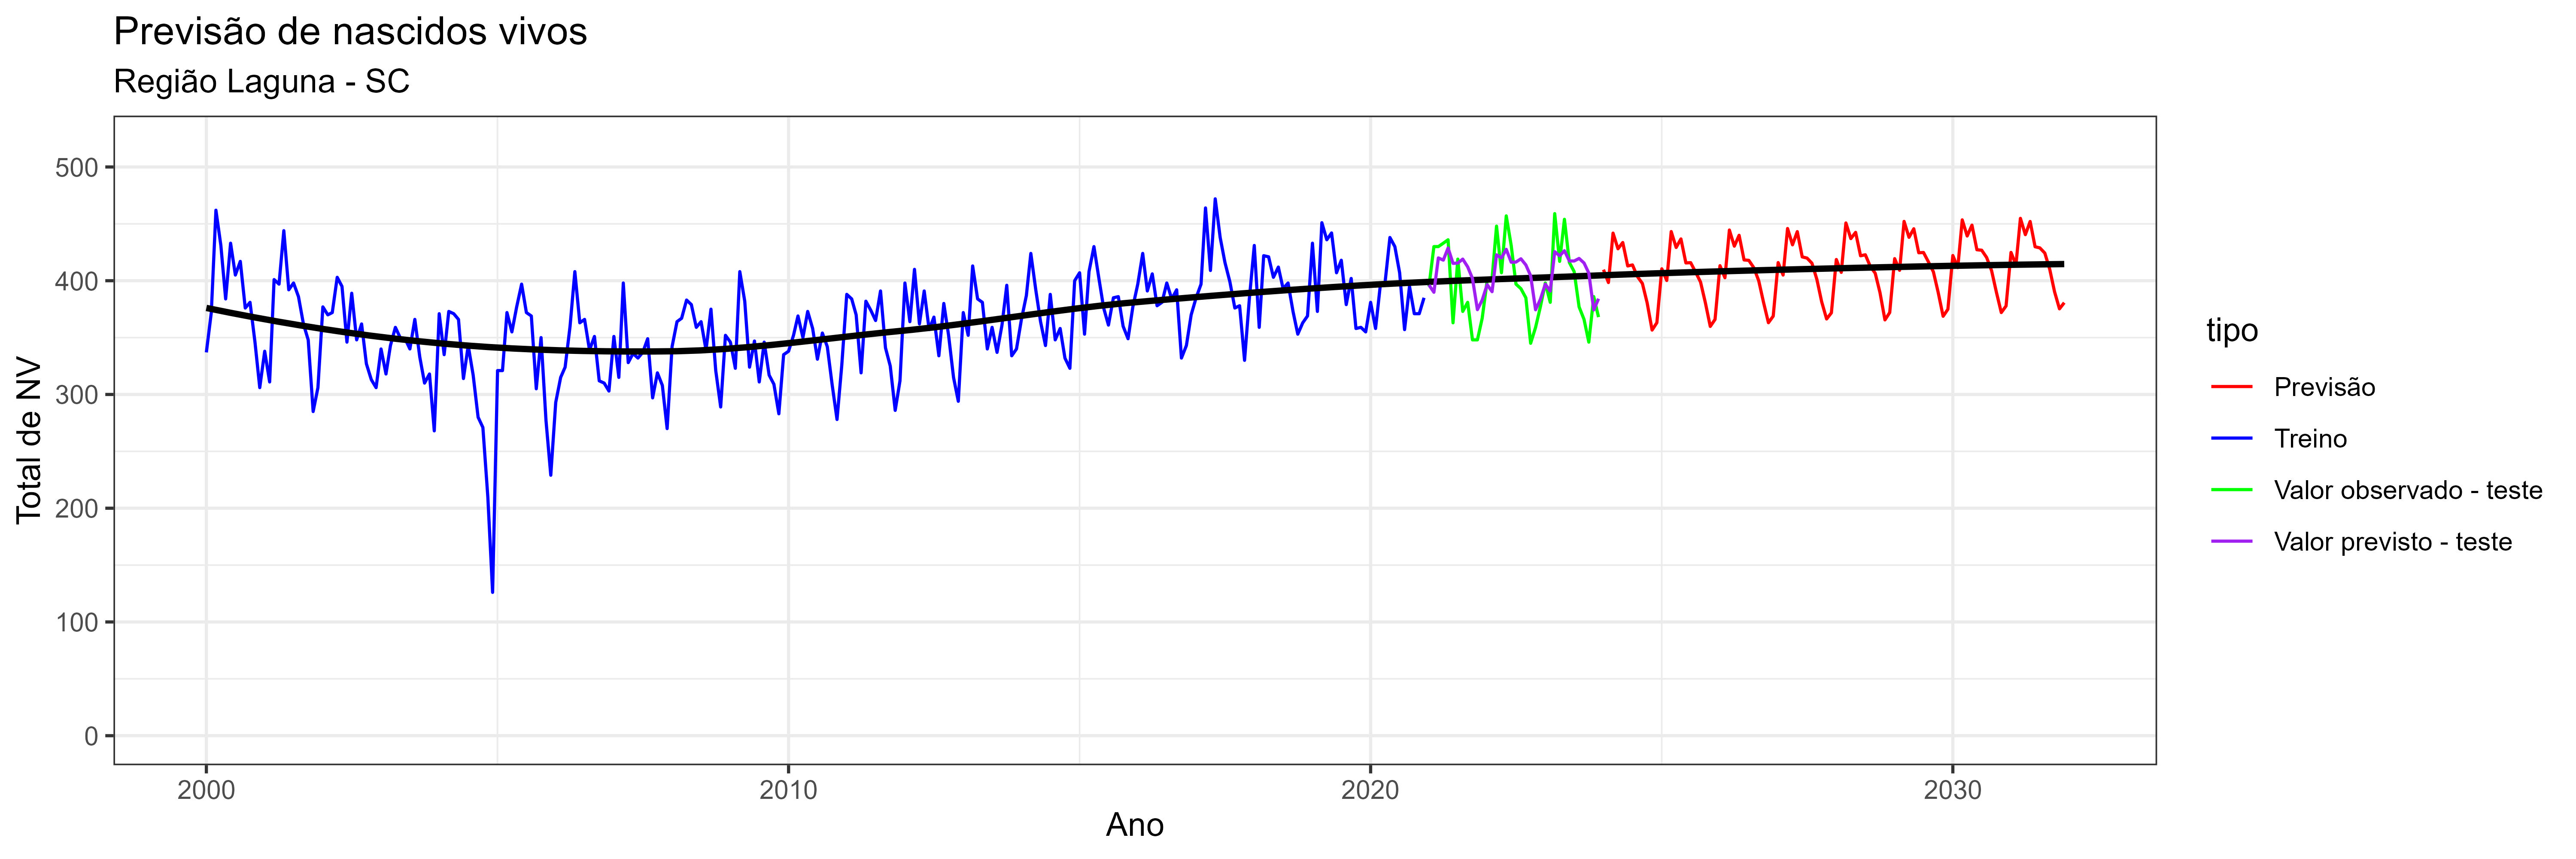 Previsão de nascidos vivos
Região Laguna - SC
Total de NV
500
400
300
200
100
0
2000
2010
2020
2030
Ano
tipo
Previsão
Treino
Valor observado - teste
Valor previsto - teste